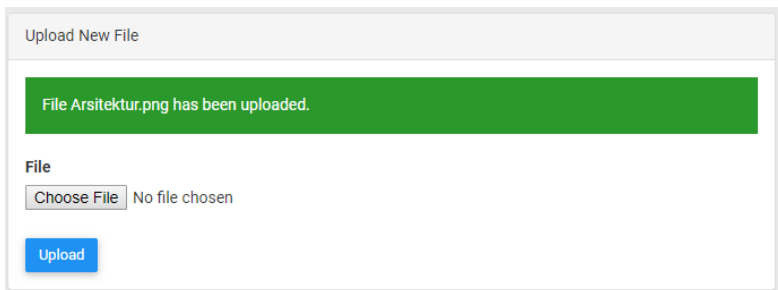 Upload New File
File Arsitektur.png has been uploaded.
File
Choose File No file chosen
Upload